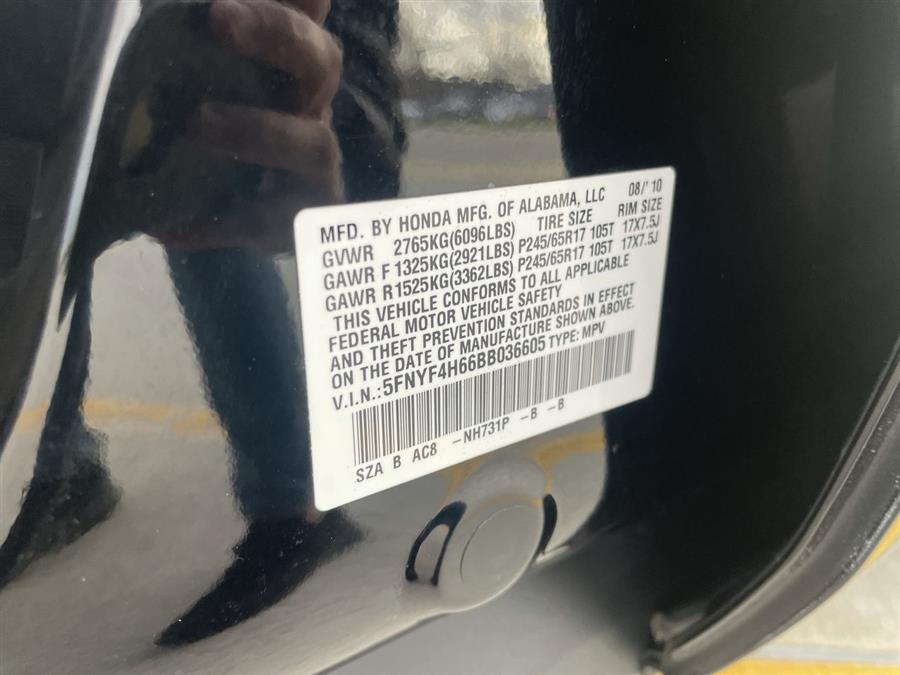 MFD. BY HONDA MFG. OF ALABAMA, LLC 08/'10
GVWR 2765KG(6096LBS) TIRE SIZE RIM SIZE
GAWR F 1325KG(2921LBS) P245/65R17 105T 17X7.5J
GAWR R1525KG(3362LBS) P245/65R17 105T 17X7.5J
THIS VEHICLE CONFORMS TO ALL APPLICABLE
FEDERAL MOTOR VEHICLE SAFETY
AND THEFT PREVENTION STANDARDS IN EFFECT
ON THE DATE OF MANUFACTURE SHOWN ABOVE.
V.I.N.:5FNYF4H66BB036605 TYPE: MPV
SZA B AC8 -NH731P -B -B